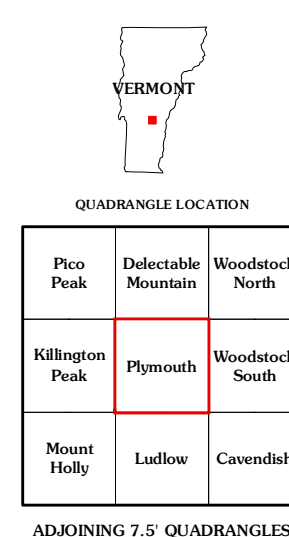 VERMONT
QUADRANGLE LOCATION
Pico
Peak
Delectable
Mountain
Woodstock
North
Killington
Peak
Plymouth
Woodstock
South
Mount
Holly
Ludlow
Cavendish
ADJOINING 7.5' QUADRANGLES